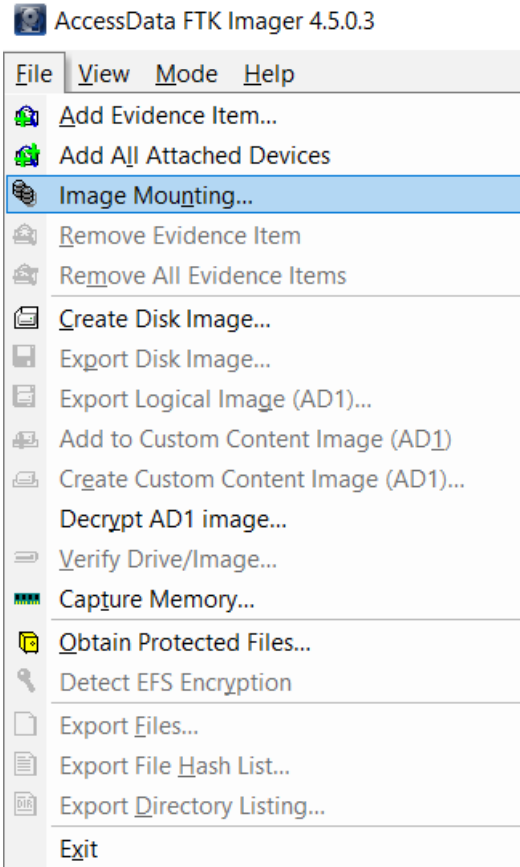 AccessData FTK Imager 4.5.0.3
File View Mode Help
Add Evidence Item...
Add All Attached Devices
Image Mounting...
Remove Evidence Item
Remove All Evidence Items
Create Disk Image...
Export Disk Image...
Export Logical Image (AD1)...
Add to Custom Content Image (AD1)
Create Custom Content Image (AD1)...
Decrypt AD1 image...
Verify Drive/Image...
Capture Memory...
Obtain Protected Files...
Detect EFS Encryption
Export Files...
Export File Hash List...
DIR Export Directory Listing...
Exit